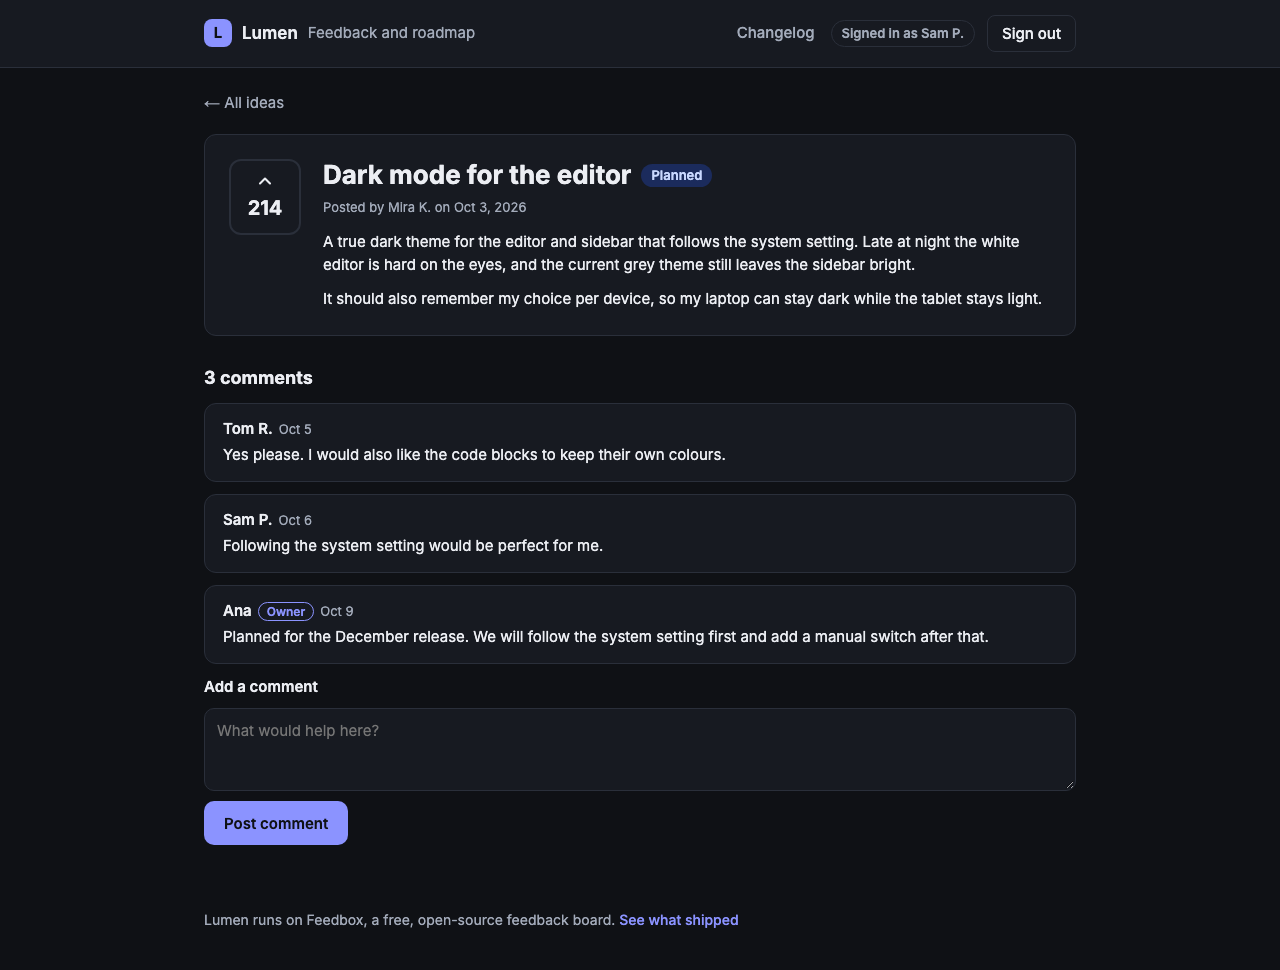 L Lumen Feedback and roadmap Changelog Signed in as Sam P. Sign out
← All ideas
Dark mode for the editor Planned
214
Posted by Mira K. on Oct 3, 2026
A true dark theme for the editor and sidebar that follows the system setting. Late at night the white
editor is hard on the eyes, and the current grey theme still leaves the sidebar bright.
It should also remember my choice per device, so my laptop can stay dark while the tablet stays light.
3 comments
Tom R. Oct 5
Yes please. I would also like the code blocks to keep their own colours.
Sam P. Oct 6
Following the system setting would be perfect for me.
Ana Owner Oct 9
Planned for the December release. We will follow the system setting first and add a manual switch after that.
Add a comment
What would help here?
Post comment
Lumen runs on Feedbox, a free, open-source feedback board. See what shipped